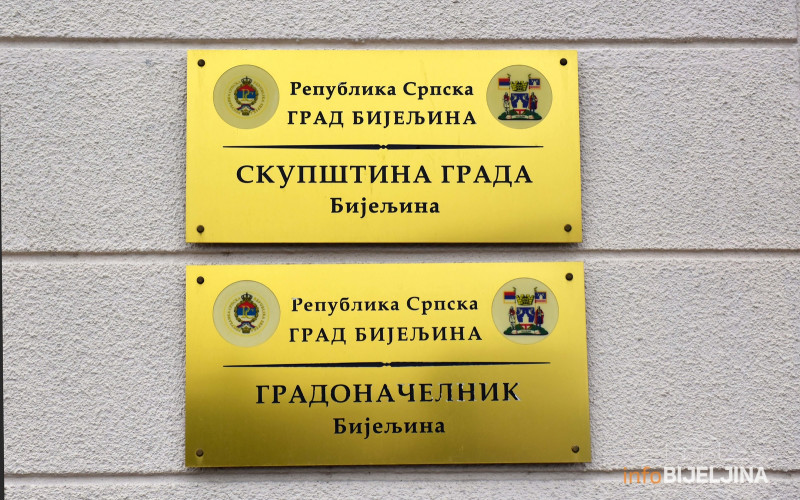 Република Српска
ГРАД БИЈЕЉИНА
СКУПШТИНА ГРАДА
Бијељина
Република Српска
ГРАД БИЈЕЉИНА
ГРАДОНАЧЕЛНИК
Бијељина
infoBIJELJINA